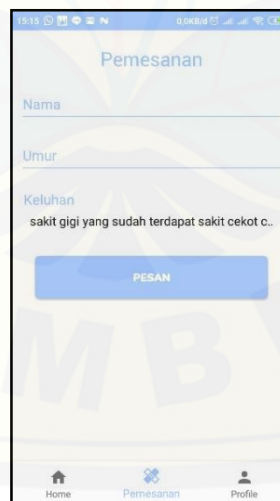 15:15 0,0KB/d
Pemesanan
Nama
Umur
Keluhan
sakit gigi yang sudah terdapat sakit cekot c..
PESAN
Home Pemesanan Profile